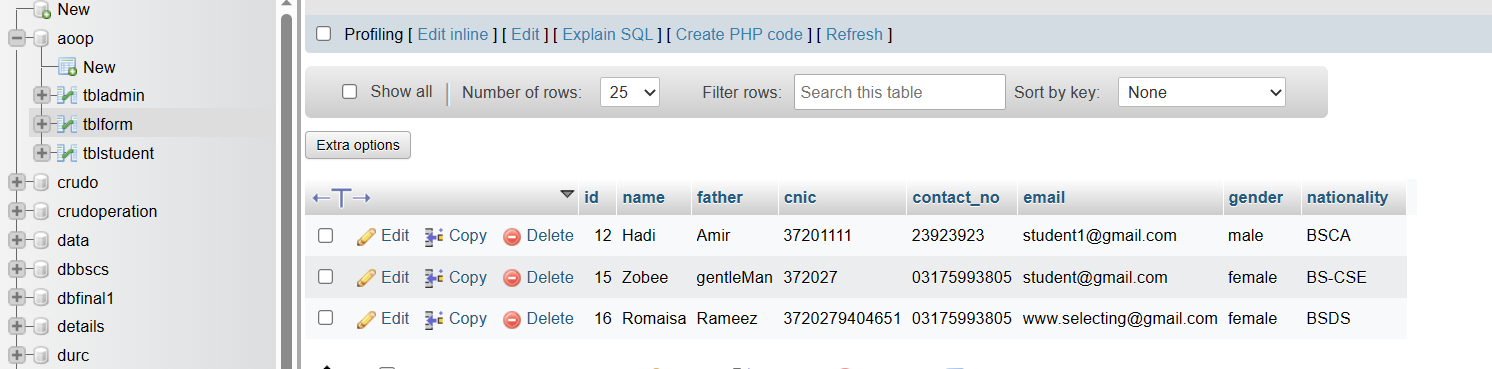 New
aoop
New
tbladmin
tblform
tblstudent
crudo
crudoperation
data
dbbscs
dbfinal1
details
durc
Profiling [ Edit inline ] [ Edit ] [ Explain SQL ] [ Create PHP code ] [ Refresh ]
Show all | Number of rows: 25 Filter rows: Search this table Sort by key: None
Extra options
←T→ id name father cnic contact_no email gender nationality
Edit Copy Delete 12 Hadi Amir 37201111 23923923 student1@gmail.com male BSCA
Edit Copy Delete 15 Zobee gentleMan 372027 03175993805 student@gmail.com female BS-CSE
Edit Copy Delete 16 Romaisa Rameez 3720279404651 03175993805 www.selecting@gmail.com female BSDS